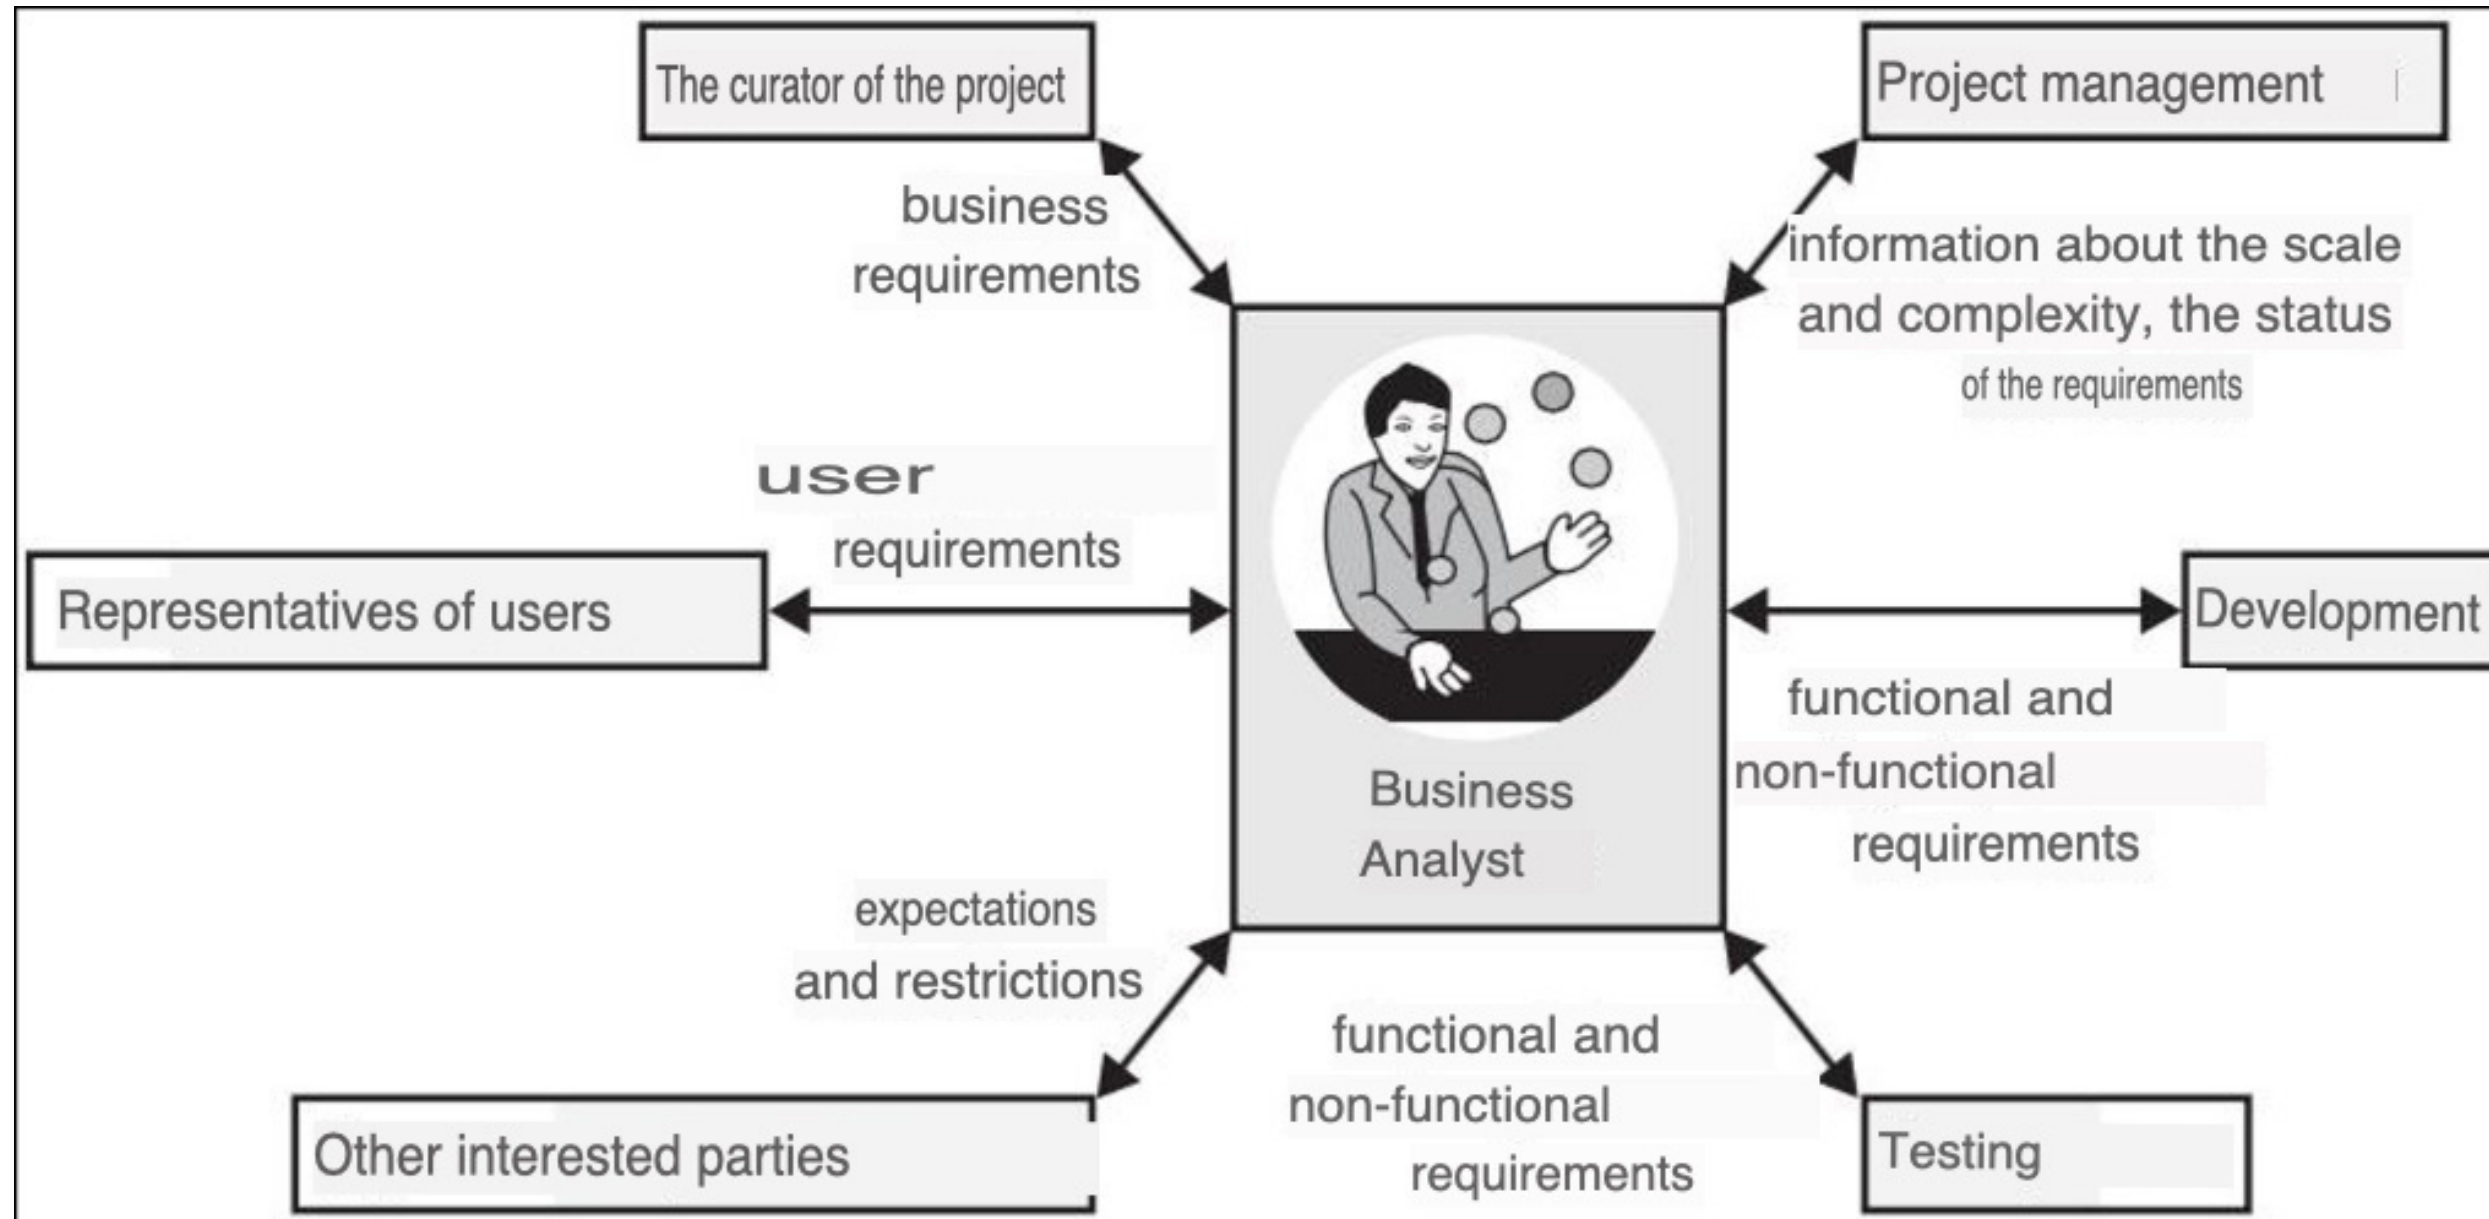 The curator of the project
Project management
business
requirements
information about the scale
and complexity, the status
of the requirements
user
requirements
Representatives of users
Development
functional and
non-functional
requirements
Business
Analyst
expectations
and restrictions
functional and
non-functional
requirements
Other interested parties
Testing